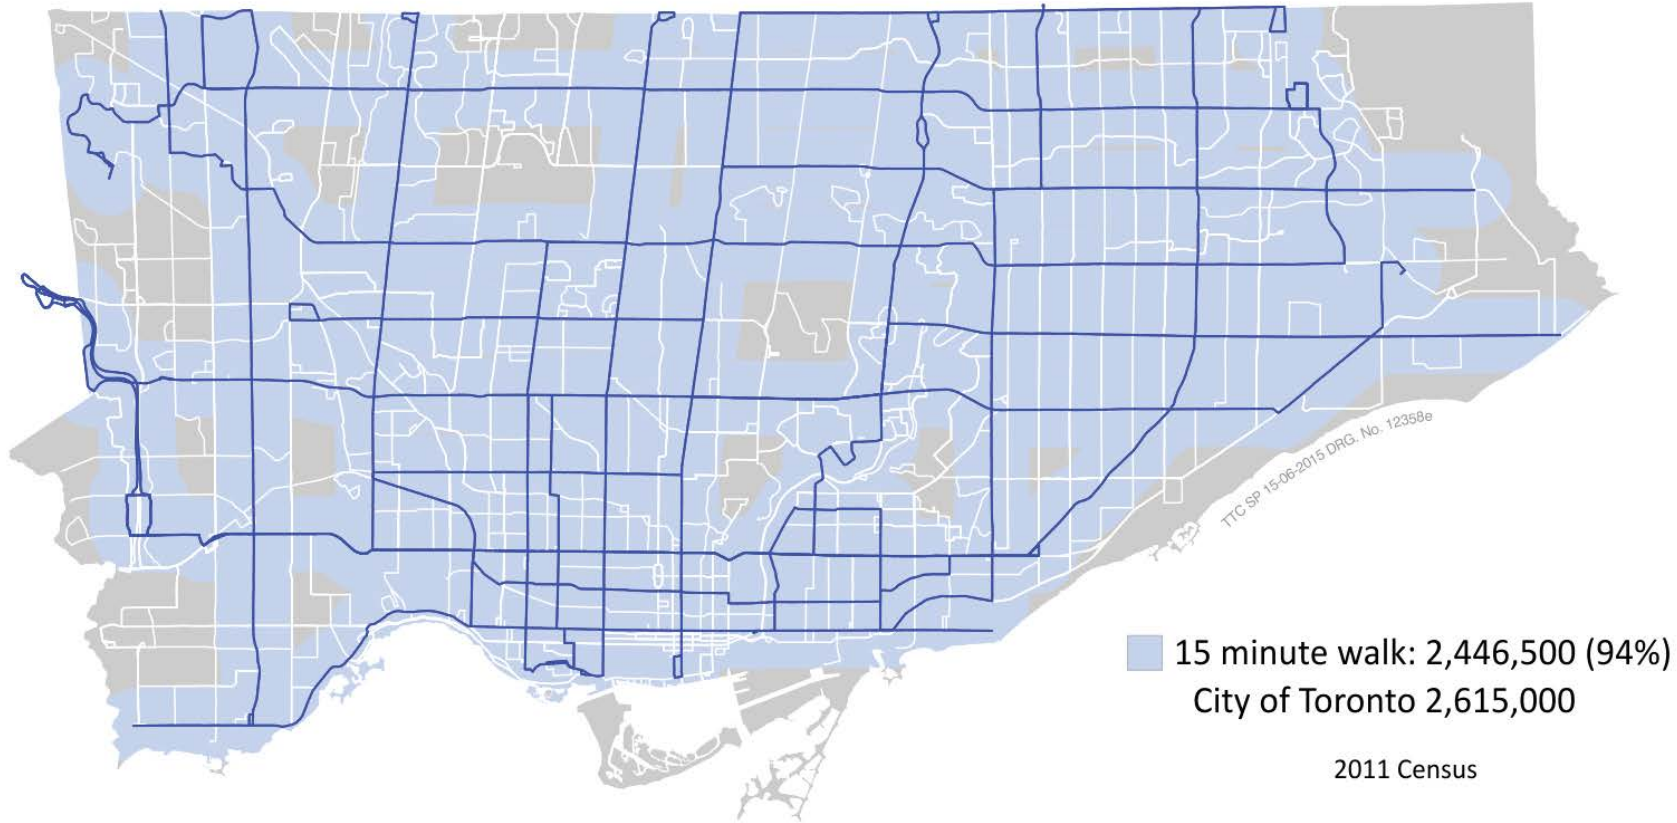 TTC SP 15-06-2015 DRG. No. 12358e
15 minute walk: 2,446,500 (94%)
City of Toronto 2,615,000
2011 Census